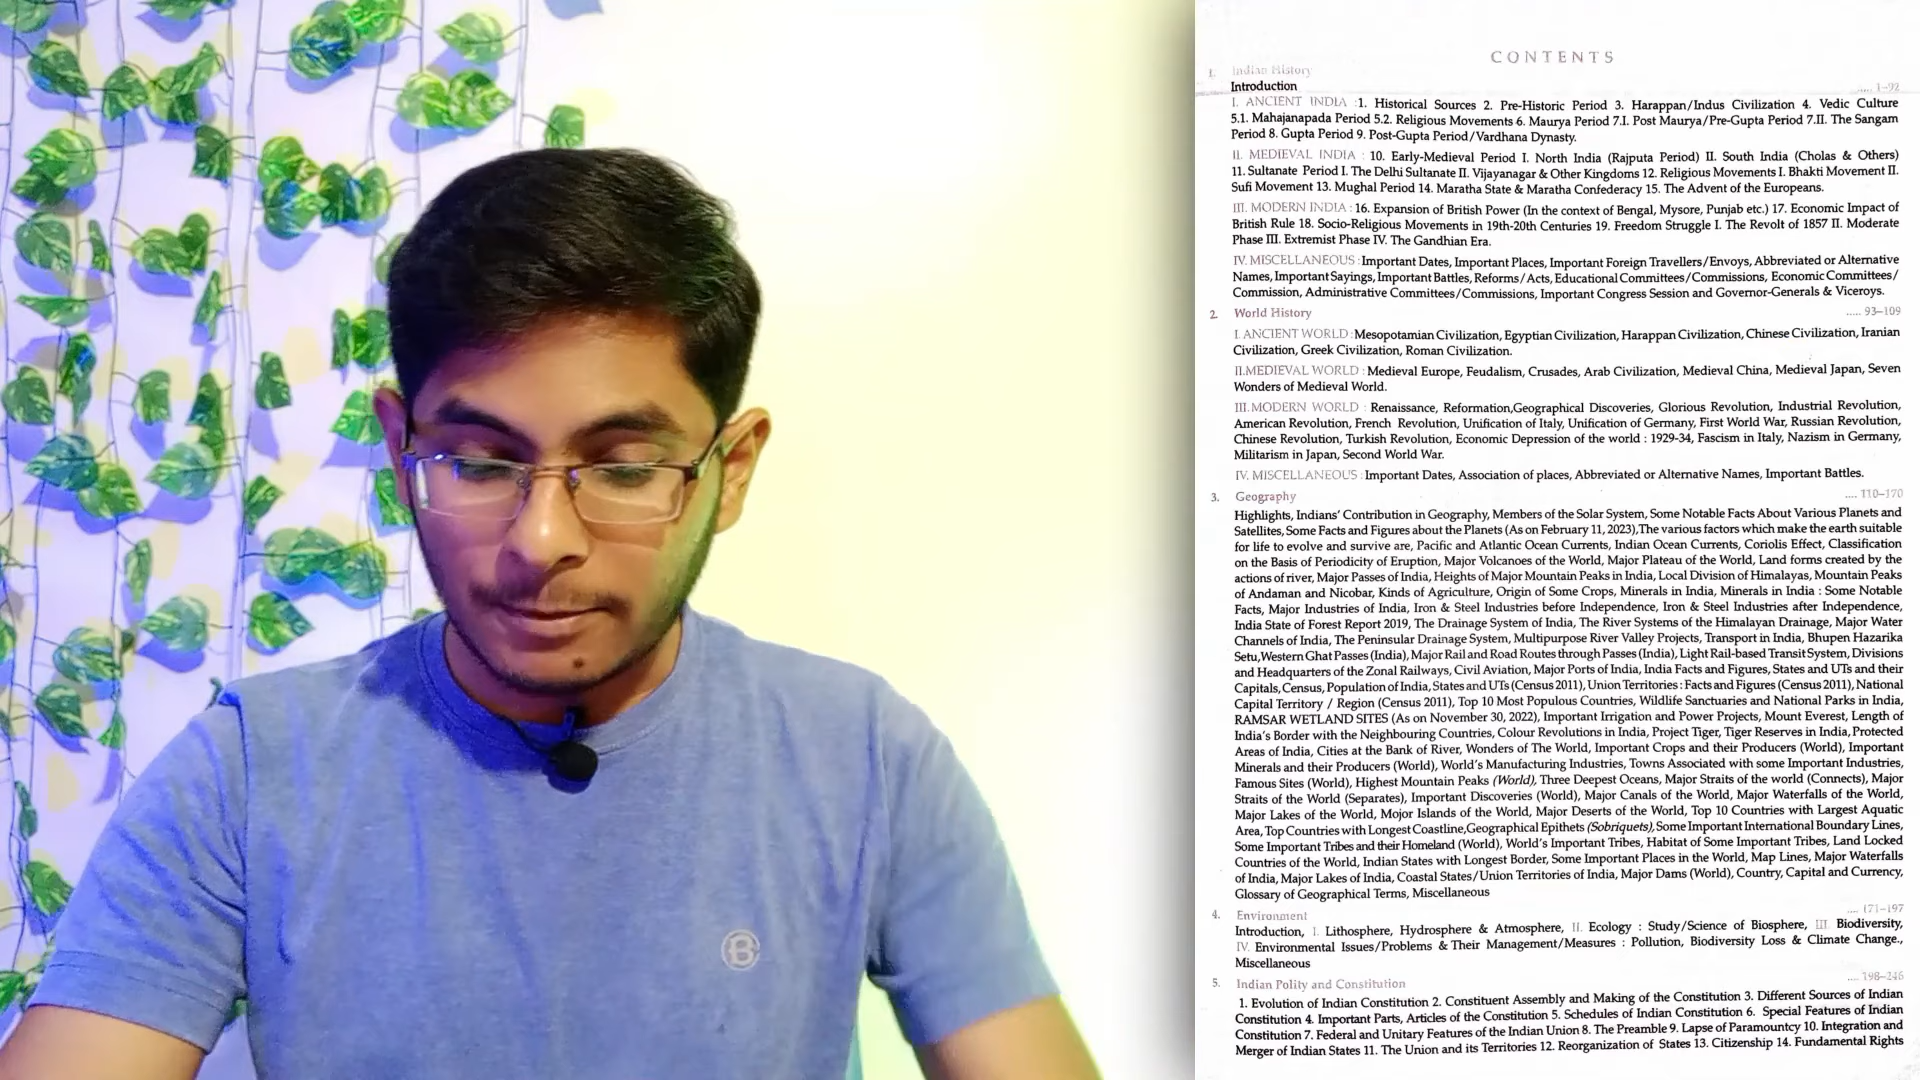 CONTENTS
1. Indian History
Introduction ..... 1–92
I. ANCIENT INDIA : 1. Historical Sources 2. Pre-Historic Period 3. Harappan/Indus Civilization 4. Vedic Culture
5.1. Mahajanapada Period 5.2. Religious Movements 6. Maurya Period 7.I. Post Maurya/Pre-Gupta Period 7.II. The Sangam
Period 8. Gupta Period 9. Post-Gupta Period/Vardhana Dynasty.
II. MEDIEVAL INDIA : 10. Early-Medieval Period I. North India (Rajputa Period) II. South India (Cholas & Others)
11. Sultanate Period I. The Delhi Sultanate II. Vijayanagar & Other Kingdoms 12. Religious Movements I. Bhakti Movement II.
Sufi Movement 13. Mughal Period 14. Maratha State & Maratha Confederacy 15. The Advent of the Europeans.
III. MODERN INDIA : 16. Expansion of British Power (In the context of Bengal, Mysore, Punjab etc.) 17. Economic Impact of
British Rule 18. Socio-Religious Movements in 19th-20th Centuries 19. Freedom Struggle I. The Revolt of 1857 II. Moderate
Phase III. Extremist Phase IV. The Gandhian Era.
IV. MISCELLANEOUS : Important Dates, Important Places, Important Foreign Travellers/Envoys, Abbreviated or Alternative
Names, Important Sayings, Important Battles, Reforms/Acts, Educational Committees/Commissions, Economic Committees/
Commission, Administrative Committees/Commissions, Important Congress Session and Governor-Generals & Viceroys.
2. World History ..... 93–109
I. ANCIENT WORLD : Mesopotamian Civilization, Egyptian Civilization, Harappan Civilization, Chinese Civilization, Iranian
Civilization, Greek Civilization, Roman Civilization.
II.MEDIEVAL WORLD : Medieval Europe, Feudalism, Crusades, Arab Civilization, Medieval China, Medieval Japan, Seven
Wonders of Medieval World.
III. MODERN WORLD : Renaissance, Reformation,Geographical Discoveries, Glorious Revolution, Industrial Revolution,
American Revolution, French Revolution, Unification of Italy, Unification of Germany, First World War, Russian Revolution,
Chinese Revolution, Turkish Revolution, Economic Depression of the world : 1929-34, Fascism in Italy, Nazism in Germany,
Militarism in Japan, Second World War.
IV. MISCELLANEOUS : Important Dates, Association of places, Abbreviated or Alternative Names, Important Battles.
3. Geography .... 110–170
Highlights, Indians' Contribution in Geography, Members of the Solar System, Some Notable Facts About Various Planets and
Satellites, Some Facts and Figures about the Planets (As on February 11, 2023),The various factors which make the earth suitable
for life to evolve and survive are, Pacific and Atlantic Ocean Currents, Indian Ocean Currents, Coriolis Effect, Classification
on the Basis of Periodicity of Eruption, Major Volcanoes of the World, Major Plateau of the World, Land forms created by the
actions of river, Major Passes of India, Heights of Major Mountain Peaks in India, Local Division of Himalayas, Mountain Peaks
of Andaman and Nicobar, Kinds of Agriculture, Origin of Some Crops, Minerals in India, Minerals in India : Some Notable
Facts, Major Industries of India, Iron & Steel Industries before Independence, Iron & Steel Industries after Independence,
India State of Forest Report 2019, The Drainage System of India, The River Systems of the Himalayan Drainage, Major Water
Channels of India, The Peninsular Drainage System, Multipurpose River Valley Projects, Transport in India, Bhupen Hazarika
Setu,Western Ghat Passes (India), Major Rail and Road Routes through Passes (India), Light Rail-based Transit System, Divisions
and Headquarters of the Zonal Railways, Civil Aviation, Major Ports of India, India Facts and Figures, States and UTs and their
Capitals, Census, Population of India, States and UTs (Census 2011), Union Territories : Facts and Figures (Census 2011), National
Capital Territory / Region (Census 2011), Top 10 Most Populous Countries, Wildlife Sanctuaries and National Parks in India,
RAMSAR WETLAND SITES (As on November 30, 2022), Important Irrigation and Power Projects, Mount Everest, Length of
India's Border with the Neighbouring Countries, Colour Revolutions in India, Project Tiger, Tiger Reserves in India, Protected
Areas of India, Cities at the Bank of River, Wonders of The World, Important Crops and their Producers (World), Important
Minerals and their Producers (World), World's Manufacturing Industries, Towns Associated with some Important Industries,
Famous Sites (World), Highest Mountain Peaks (World), Three Deepest Oceans, Major Straits of the world (Connects), Major
Straits of the World (Separates), Important Discoveries (World), Major Canals of the World, Major Waterfalls of the World,
Major Lakes of the World, Mojor Islands of the World, Major Deserts of the World, Top 10 Countries with Largest Aquatic
Area, Top Countries with Longest Coastline,Geographical Epithets (Sobriquets), Some Important International Boundary Lines,
Some Important Tribes and their Homeland (World), World's Important Tribes, Habitat of Some Important Tribes, Land Locked
Countries of the World, Indian States with Longest Border, Some Important Places in the World, Map Lines, Major Waterfalls
of India, Major Lakes of India, Coastal States/Union Territories of India, Major Dams (World), Country, Capital and Currency,
Glossary of Geographical Terms, Miscellaneous
4. Environment .... 171–197
Introduction, I. Lithosphere, Hydrosphere & Atmosphere, II. Ecology : Study/Science of Biosphere, III. Biodiversity,
IV. Environmental Issues/Problems & Their Management/Measures : Pollution, Biodiversity Loss & Climate Change.,
Miscellaneous
5. Indian Polity and Constitution .... 198–246
1. Evolution of Indian Constitution 2. Constituent Assembly and Making of the Constitution 3. Different Sources of Indian
Constitution 4. Important Parts, Articles of the Constitution 5. Schedules of Indian Constitution 6. Special Features of Indian
Constitution 7. Federal and Unitary Features of the Indian Union 8. The Preamble 9. Lapse of Paramountcy 10. Integration and
Merger of Indian States 11. The Union and its Territories 12. Reorganization of States 13. Citizenship 14. Fundamental Rights
B